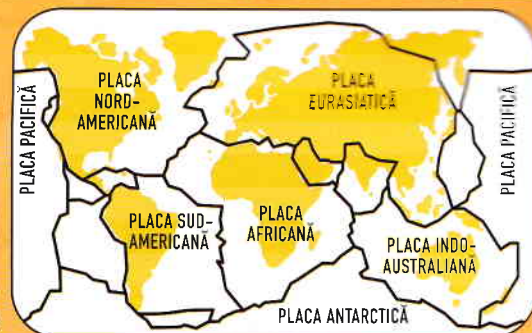 PLACA PACIFICĂ
PLACA
NORD-
AMERICANĂ
PLACA
EURASIATICĂ
PLACA PACIFICĂ
PLACA SUD-
AMERICANĂ
PLACA
AFRICANĂ
PLACA INDO-
AUSTRALIANĂ
PLACA ANTARCTICĂ